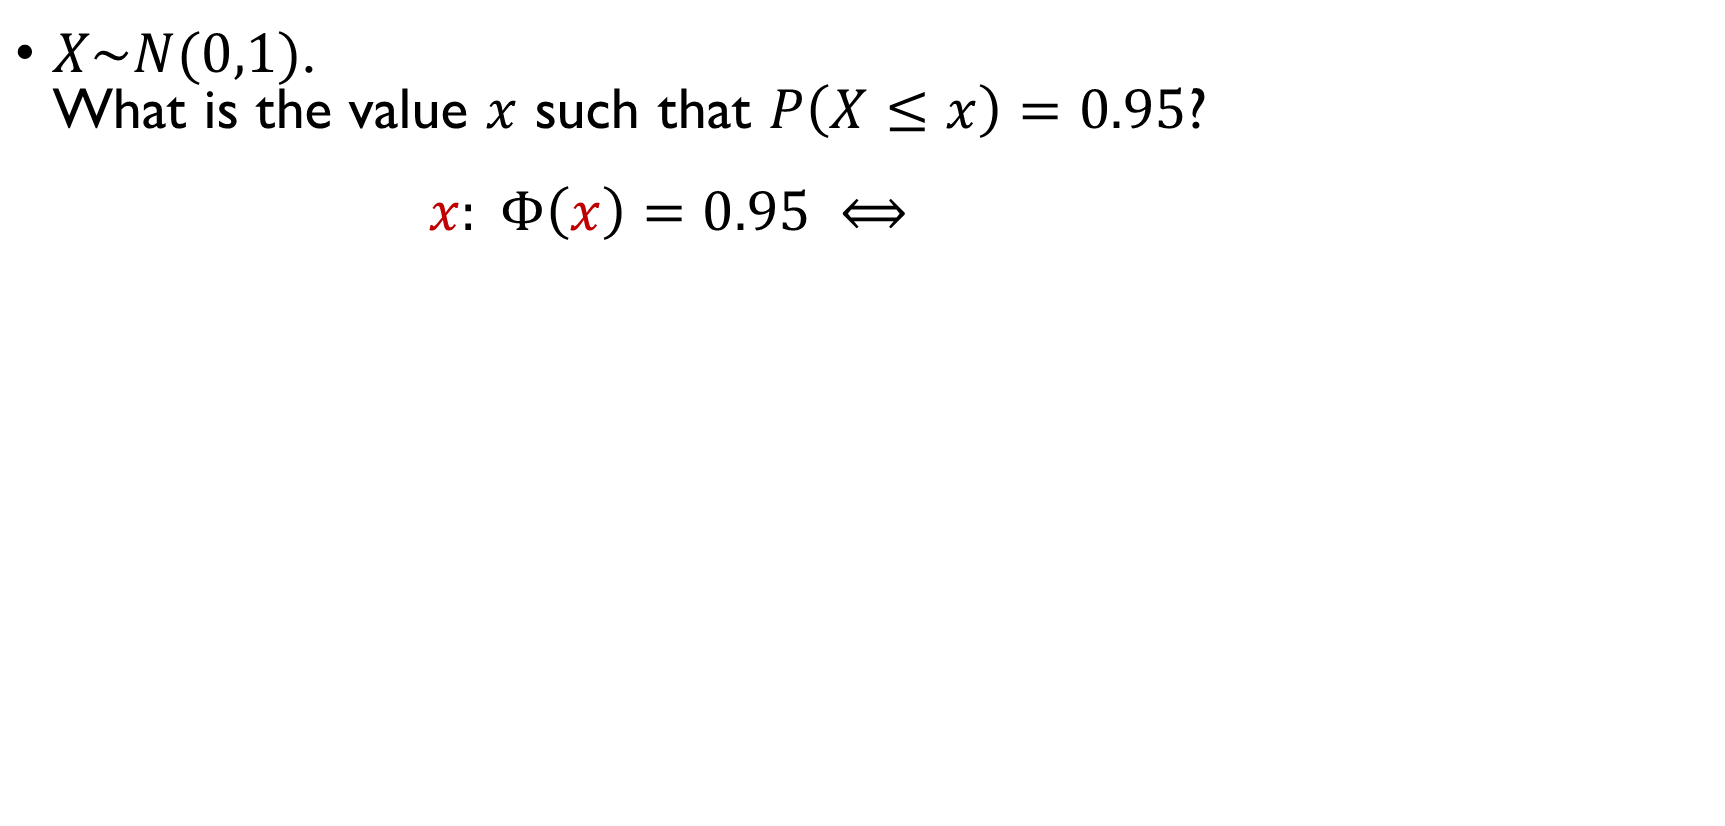 • X~N(0,1).
What is the value x such that P(X ≤ x) = 0.95?
x: Φ(x) = 0.95 ⟺